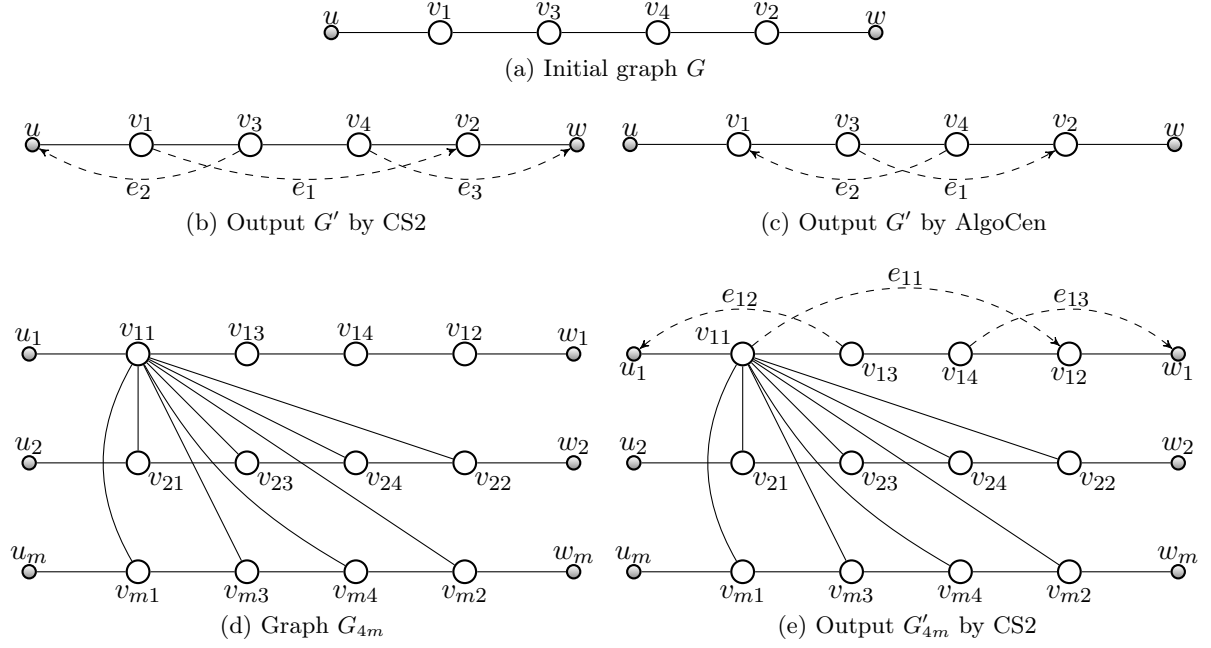 u v₁ v₃ v₄ v₂ w
(a) Initial graph G
u v₁ v₃ v₄ v₂ w
e₂ e₁ e₃
(b) Output G′ by CS2
u v₁ v₃ v₄ v₂ w
e₂ e₁
(c) Output G′ by AlgoCen
u₁ v₁₁ v₁₃ v₁₄ v₁₂ w₁
u₂ w₂
v₂₁ v₂₃ v₂₄ v₂₂
uₘ wₘ
vₘ₁ vₘ₃ vₘ₄ vₘ₂
(d) Graph G₄ₘ
e₁₁
e₁₂ e₁₃
v₁₁
u₁ v₁₃ v₁₄ v₁₂ w₁
u₂ w₂
v₂₁ v₂₃ v₂₄ v₂₂
uₘ wₘ
vₘ₁ vₘ₃ vₘ₄ vₘ₂
(e) Output G′₄ₘ by CS2